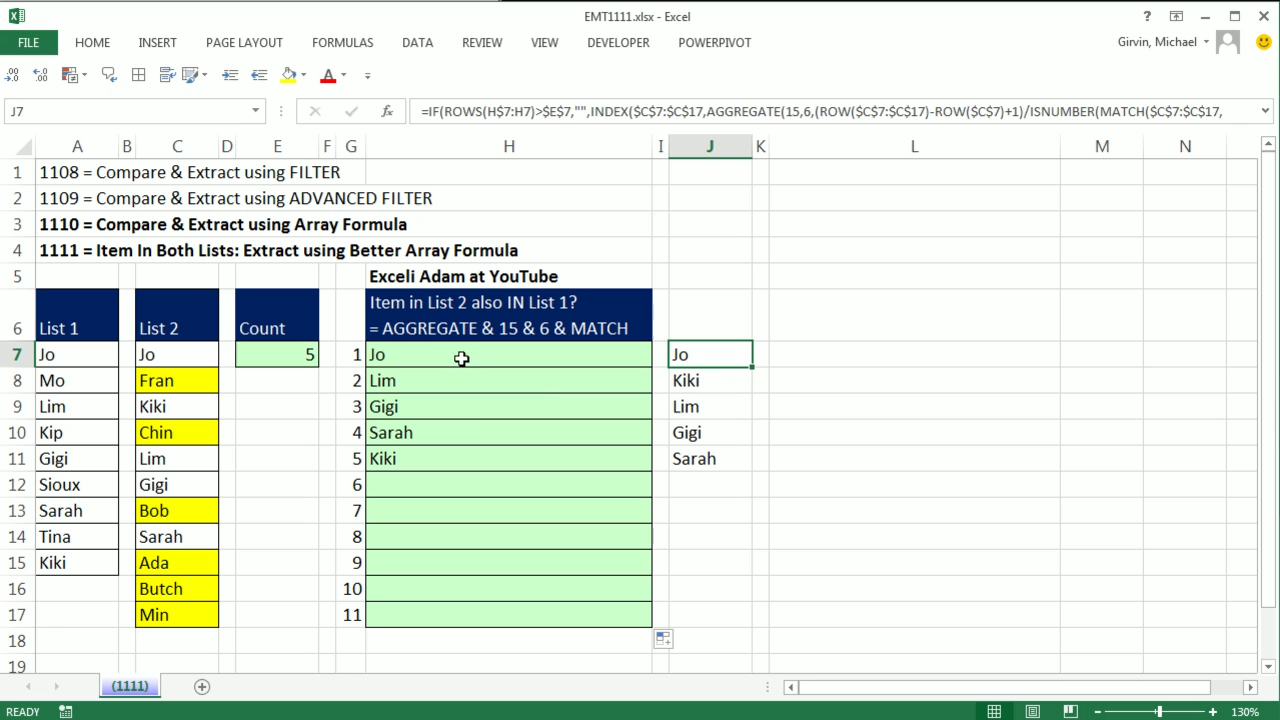 EMT1111.xlsx - Excel
FILE HOME INSERT PAGE LAYOUT FORMULAS DATA REVIEW VIEW DEVELOPER POWERPIVOT Girvin, Michael
J7 fx =IF(ROWS(H$7:H7)>$E$7,"",INDEX($C$7:$C$17,AGGREGATE(15,6,(ROW($C$7:$C$17)-ROW($C$7)+1)/ISNUMBER(MATCH($C$7:$C$17,
A B C D E F G H I J K L M N
1 1108 = Compare & Extract using FILTER
2 1109 = Compare & Extract using ADVANCED FILTER
3 1110 = Compare & Extract using Array Formula
4 1111 = Item In Both Lists: Extract using Better Array Formula
5 Exceli Adam at YouTube
Item in List 2 also IN List 1?
6 List 1 List 2 Count = AGGREGATE & 15 & 6 & MATCH
7 Jo Jo 5 1 Jo Jo
8 Mo Fran 2 Lim Kiki
9 Lim Kiki 3 Gigi Lim
10 Kip Chin 4 Sarah Gigi
11 Gigi Lim 5 Kiki Sarah
12 Sioux Gigi 6
13 Sarah Bob 7
14 Tina Sarah 8
15 Kiki Ada 9
16 Butch 10
17 Min 11
18
19
(1111)
READY 130%